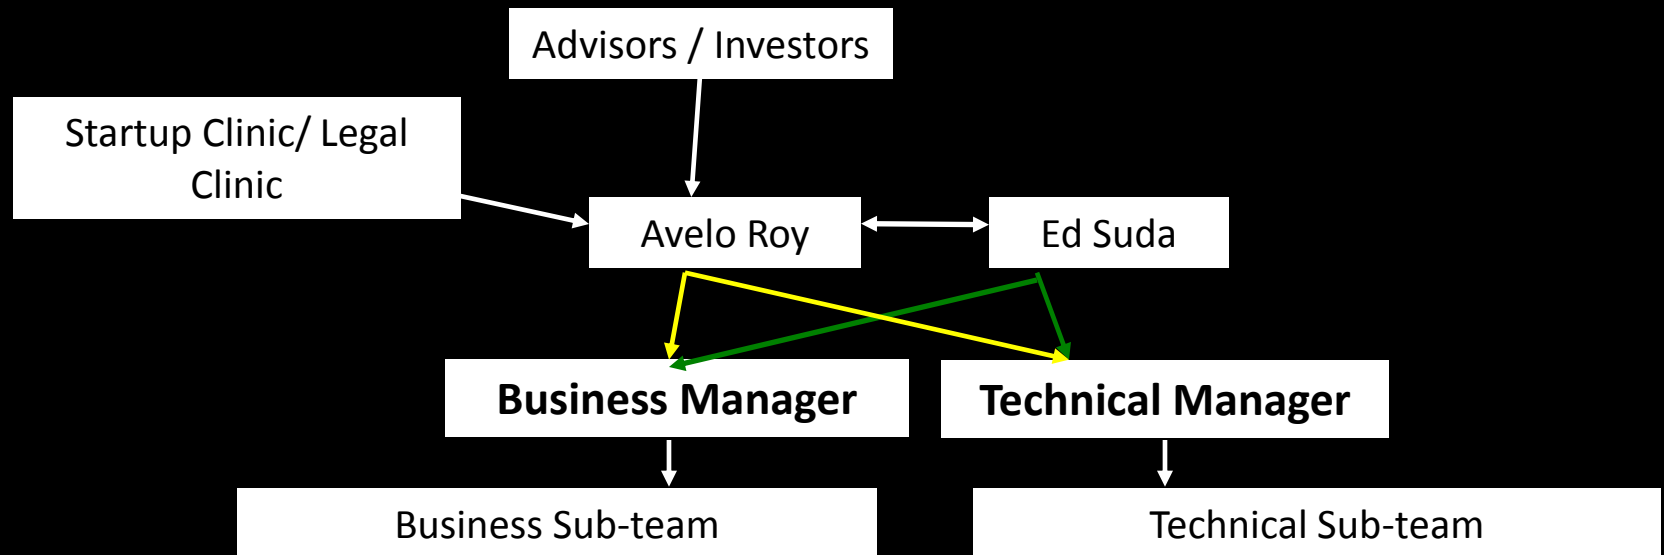 Advisors / Investors
Startup Clinic/ Legal
Clinic
Avelo Roy
Ed Suda
Business Manager
Technical Manager
Business Sub-team
Technical Sub-team